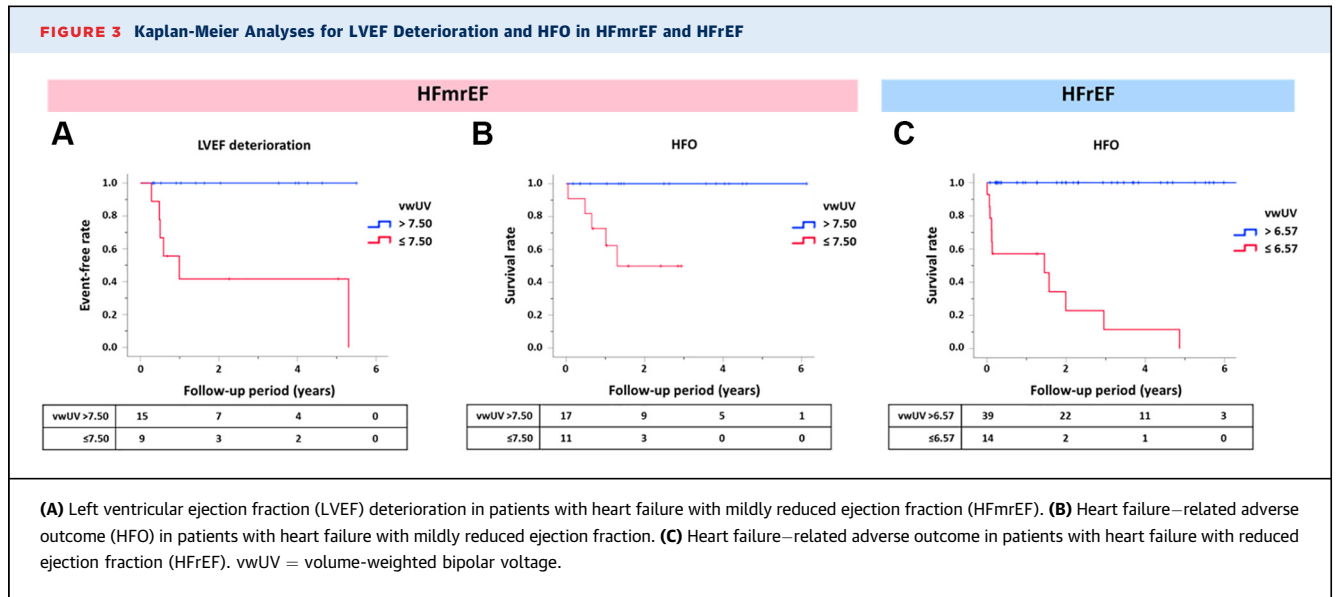 FIGURE 3 Kaplan-Meier Analyses for LVEF Deterioration and HFO in HFmrEF and HFrEF
HFmrEF
HFrEF
A
LVEF deterioration
1.0
0.8
0.6
0.4
0.2
0.0
Event-free rate
0 2 4 6
Follow-up period (years)
vwUV
> 7.50
≤ 7.50
vwUV >7.50 15 7 4 0
≤7.50 9 3 2 0
B
HFO
1.0
0.8
0.6
0.4
0.2
0.0
Survival rate
0 2 4 6
Follow-up period (years)
vwUV
> 7.50
≤ 7.50
vwUV >7.50 17 9 5 1
≤7.50 11 3 0 0
C
HFO
1.0
0.8
0.6
0.4
0.2
0.0
Survival rate
0 2 4 6
Follow-up period (years)
vwUV
> 6.57
≤ 6.57
vwUV >6.57 39 22 11 3
≤6.57 14 2 1 0
(A) Left ventricular ejection fraction (LVEF) deterioration in patients with heart failure with mildly reduced ejection fraction (HFmrEF). (B) Heart failure–related adverse
outcome (HFO) in patients with heart failure with mildly reduced ejection fraction. (C) Heart failure–related adverse outcome in patients with heart failure with reduced
ejection fraction (HFrEF). vwUV = volume-weighted bipolar voltage.